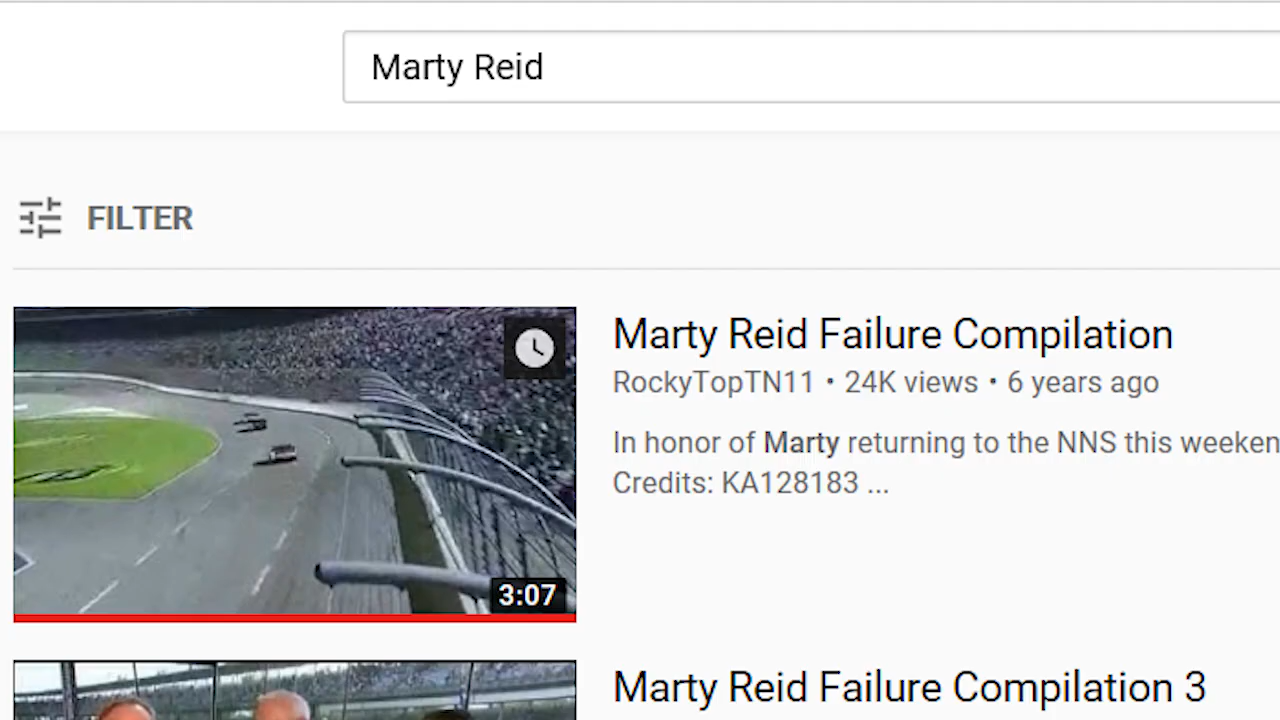 Marty Reid
FILTER
Marty Reid Failure Compilation
RockyTopTN11 • 24K views • 6 years ago
In honor of Marty returning to the NNS this weeken
Credits: KA128183 ...
3:07
Marty Reid Failure Compilation 3